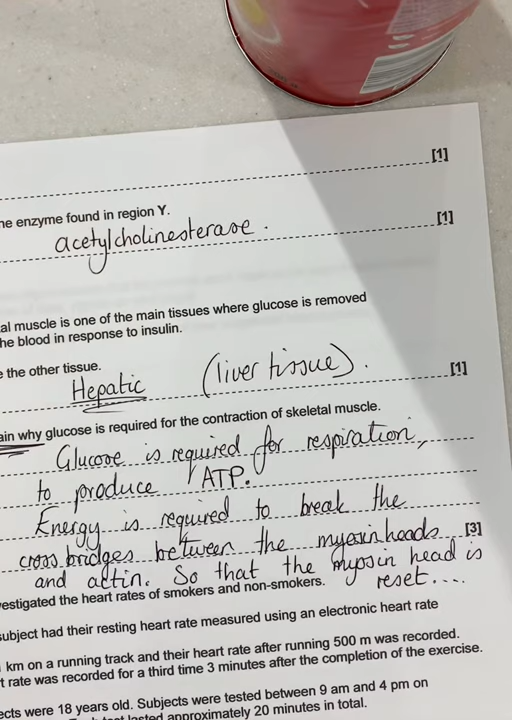 [1]
he enzyme found in region Y.
acetylcholinesterase. [1]
al muscle is one of the main tissues where glucose is removed
he blood in response to insulin.
e the other tissue.
Hepatic (liver tissue). [1]
ain why glucose is required for the contraction of skeletal muscle.
Glucose is required for respiration,
to produce ATP.
Energy is required to break the
cross bridges between the myosin heads [3]
and actin. So that the myosin head is
reset....
vestigated the heart rates of smokers and non-smokers.
subject had their resting heart rate measured using an electronic heart rate
km on a running track and their heart rate after running 500 m was recorded.
t rate was recorded for a third time 3 minutes after the completion of the exercise.
ects were 18 years old. Subjects were tested between 9 am and 4 pm on
lasted approximately 20 minutes in total.